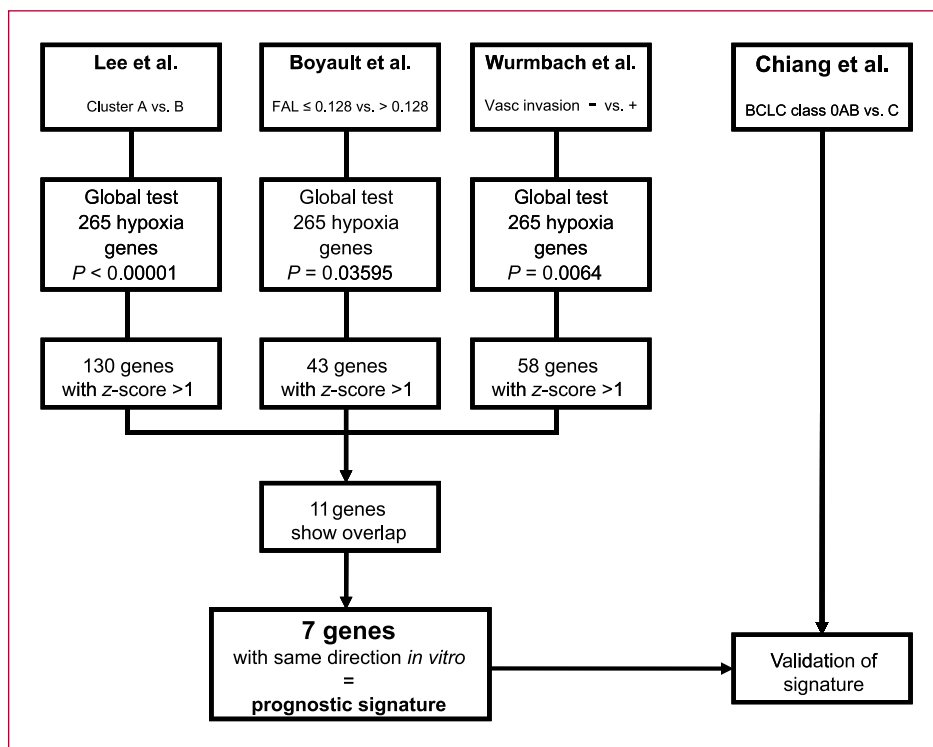 Lee et al.
Cluster A vs. B
Boyault et al.
FAL ≤ 0.128 vs. > 0.128
Wurmbach et al.
Vasc invasion - vs. +
Chiang et al.
BCLC class 0AB vs. C
Global test
265 hypoxia
genes
P < 0.00001
Global test
265 hypoxia
genes
P = 0.03595
Global test
265 hypoxia
genes
P = 0.0064
130 genes
with z-score >1
43 genes
with z-score >1
58 genes
with z-score >1
11 genes
show overlap
7 genes
with same direction in vitro
=
prognostic signature
Validation of
signature